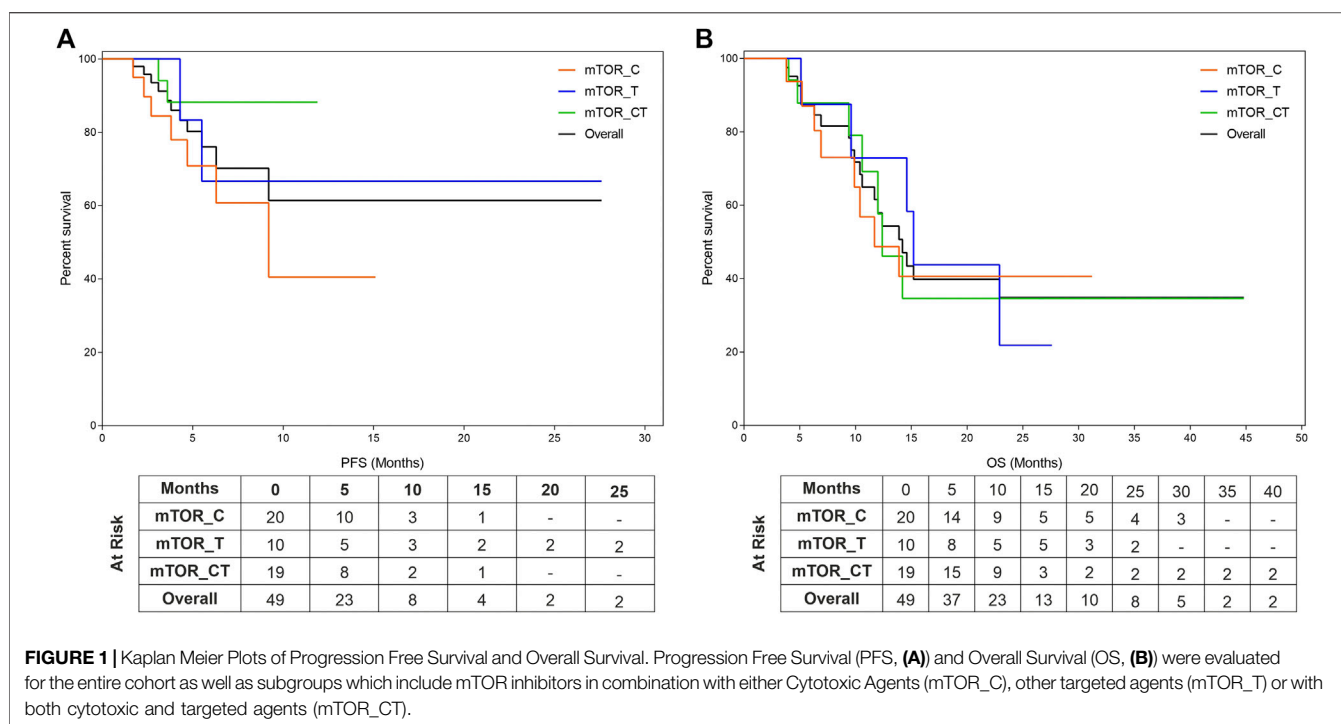 A
B
100
80
60
40
20
0
Percent survival
mTOR_C
mTOR_T
mTOR_CT
Overall
0 5 10 15 20 25 30
PFS (Months)
100
80
60
40
20
0
Percent survival
mTOR_C
mTOR_T
mTOR_CT
Overall
0 5 10 15 20 25 30 35 40 45 50
OS (Months)
At Risk
Months 0 5 10 15 20 25
mTOR_C 20 10 3 1 - -
mTOR_T 10 5 3 2 2 2
mTOR_CT 19 8 2 1 - -
Overall 49 23 8 4 2 2
At Risk
Months 0 5 10 15 20 25 30 35 40
mTOR_C 20 14 9 5 5 4 3 - -
mTOR_T 10 8 5 5 3 2 - - -
mTOR_CT 19 15 9 3 2 2 2 2 2
Overall 49 37 23 13 10 8 5 2 2
FIGURE 1 | Kaplan Meier Plots of Progression Free Survival and Overall Survival. Progression Free Survival (PFS, (A)) and Overall Survival (OS, (B)) were evaluated
for the entire cohort as well as subgroups which include mTOR inhibitors in combination with either Cytotoxic Agents (mTOR_C), other targeted agents (mTOR_T) or with
both cytotoxic and targeted agents (mTOR_CT).